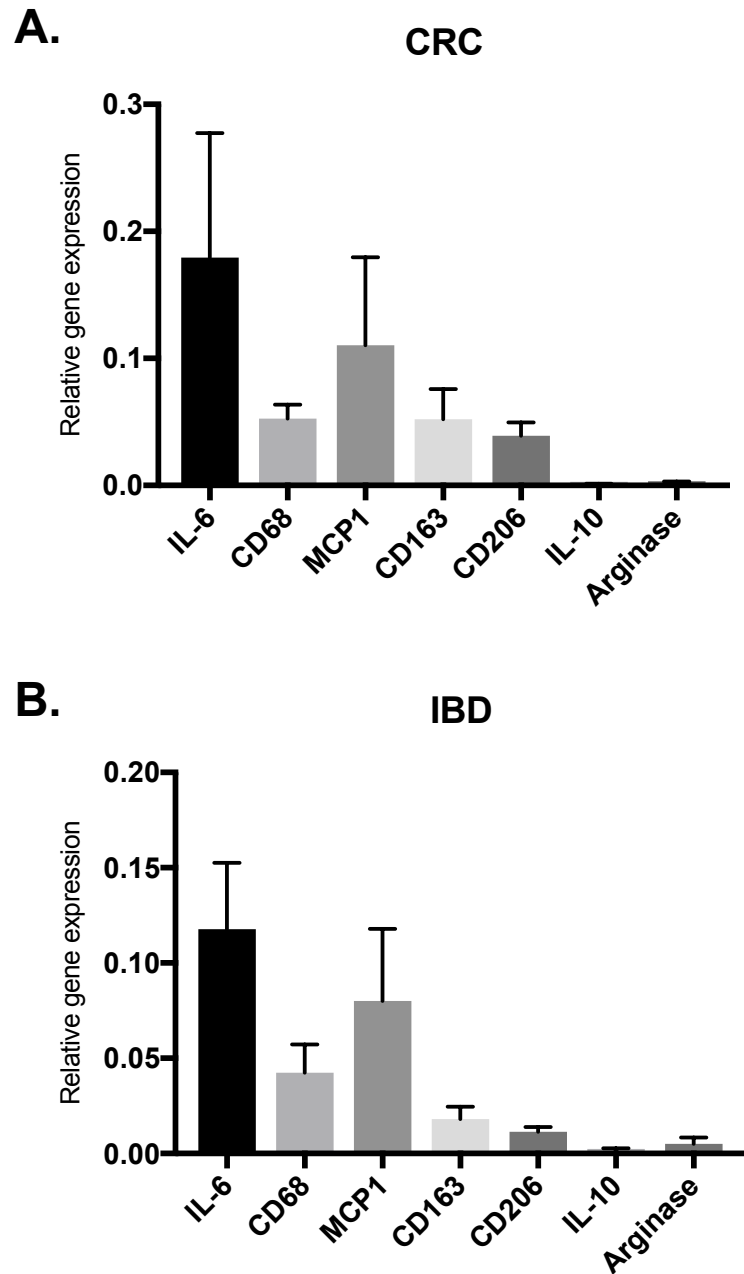 A.
CRC
Relative gene expression
0.3
0.2
0.1
0.0
IL-6
CD68
MCP1
CD163
CD206
IL-10
Arginase
B.
IBD
Relative gene expression
0.20
0.15
0.10
0.05
0.00
IL-6
CD68
MCP1
CD163
CD206
IL-10
Arginase